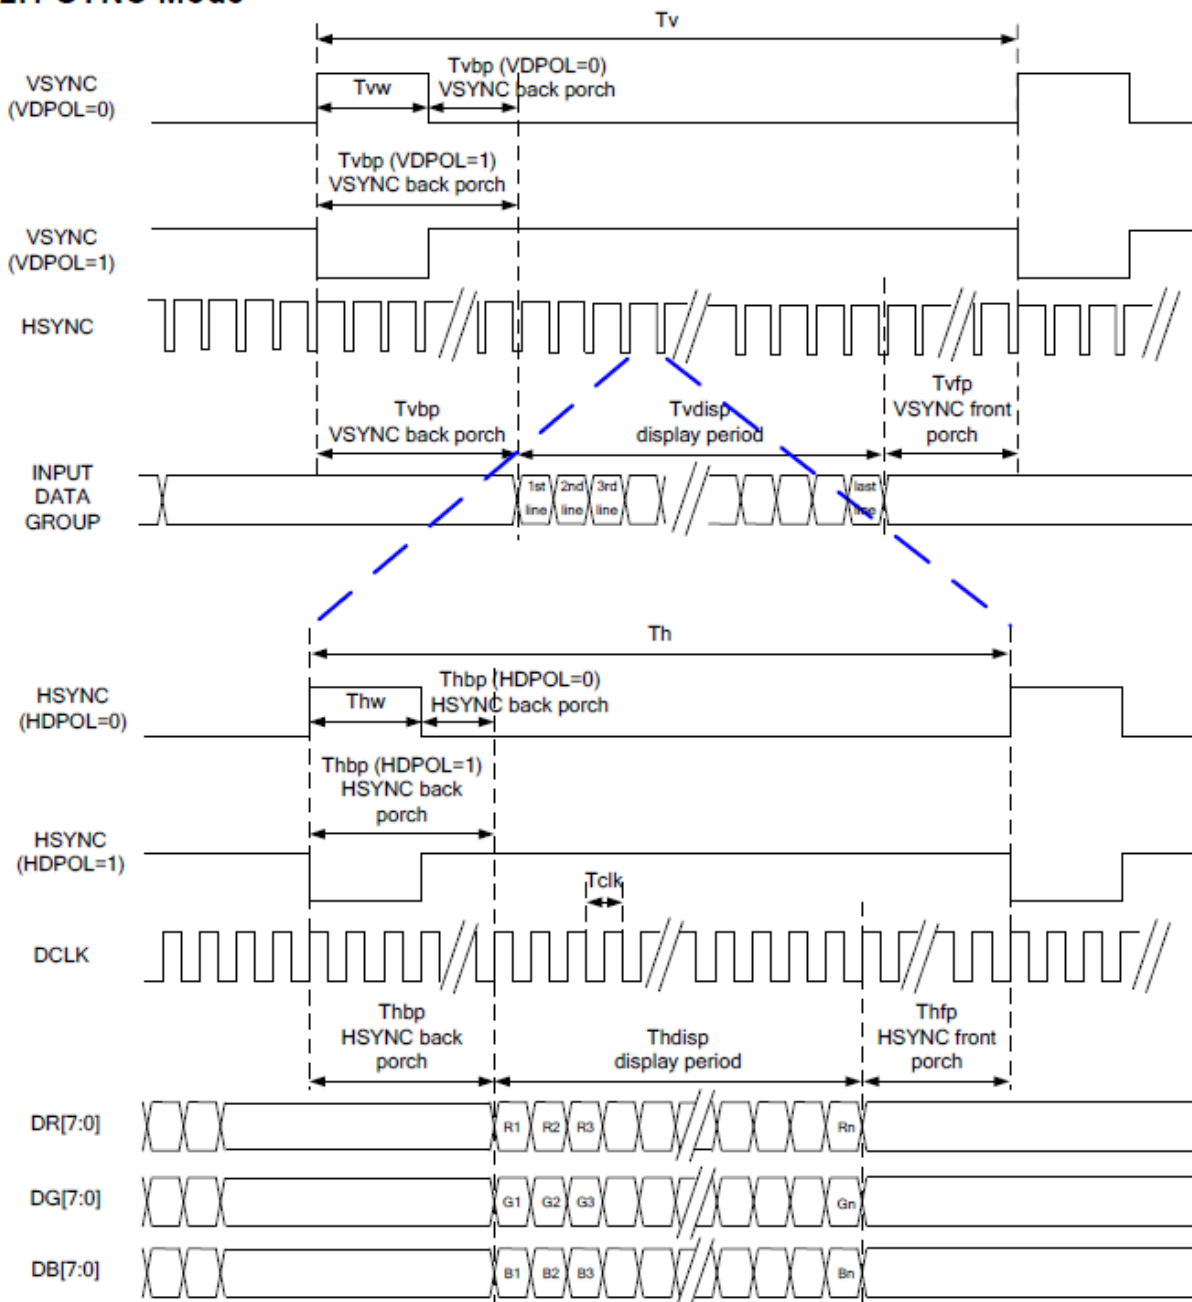 SYNC Mode
Tv
VSYNC
(VDPOL=0)
Tvw
Tvbp (VDPOL=0)
VSYNC back porch
Tvbp (VDPOL=1)
VSYNC back porch
VSYNC
(VDPOL=1)
HSYNC
Tvbp
VSYNC back porch
Tvdisp
display period
Tvfp
VSYNC front
porch
INPUT
DATA
GROUP
1st
line
2nd
line
3rd
line
last
line
Th
HSYNC
(HDPOL=0)
Thw
Thbp (HDPOL=0)
HSYNC back porch
Thbp (HDPOL=1)
HSYNC back
porch
HSYNC
(HDPOL=1)
Tclk
DCLK
Thbp
HSYNC back
porch
Thdisp
display period
Thfp
HSYNC front
porch
DR[7:0]
R1 R2 R3 Rn
DG[7:0]
G1 G2 G3 Gn
DB[7:0]
B1 B2 B3 Bn